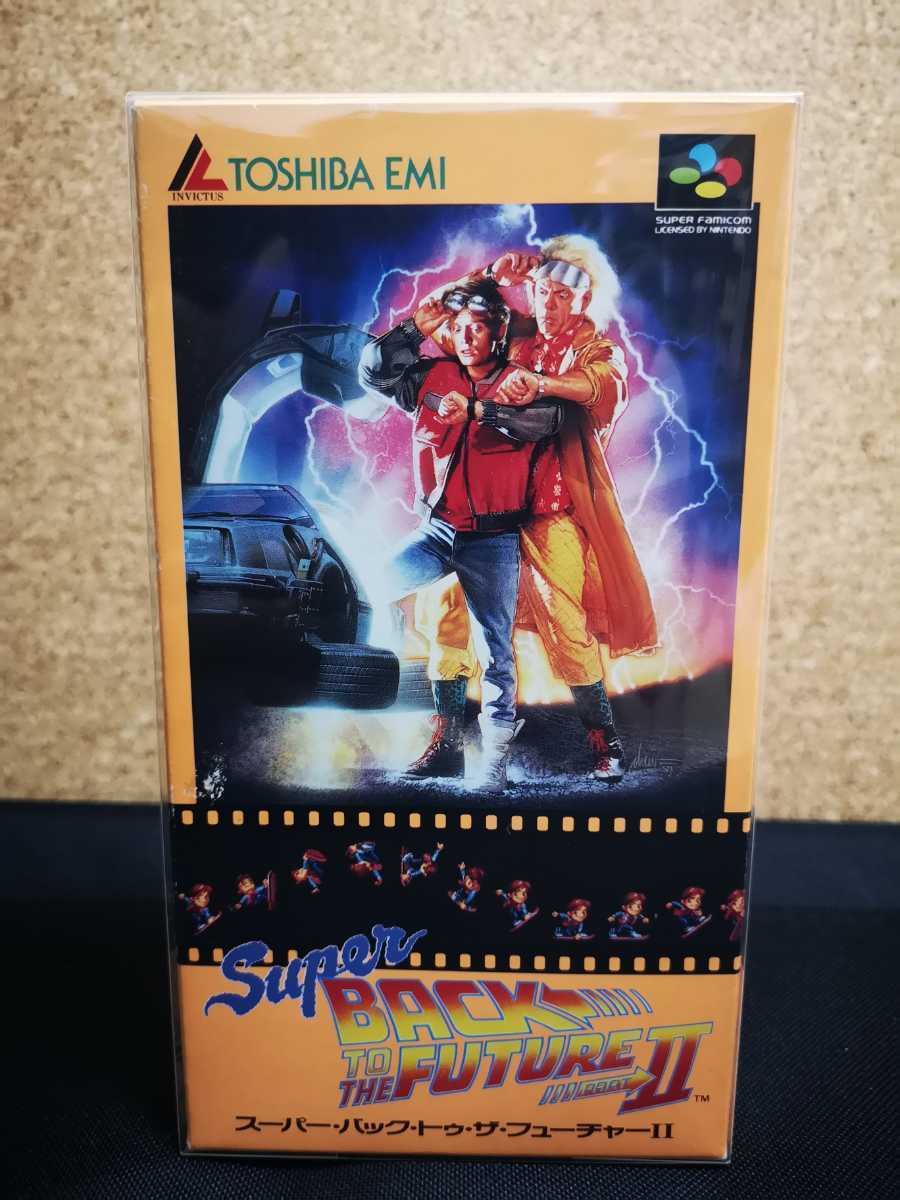 INVICTUS
TOSHIBA EMI
SUPER FAMICOM
LICENSED BY NINTENDO
Super
BACK
TO
THE FUTURE
PART II
TM
スーパー・バック・トゥ・ザ・フューチャーII